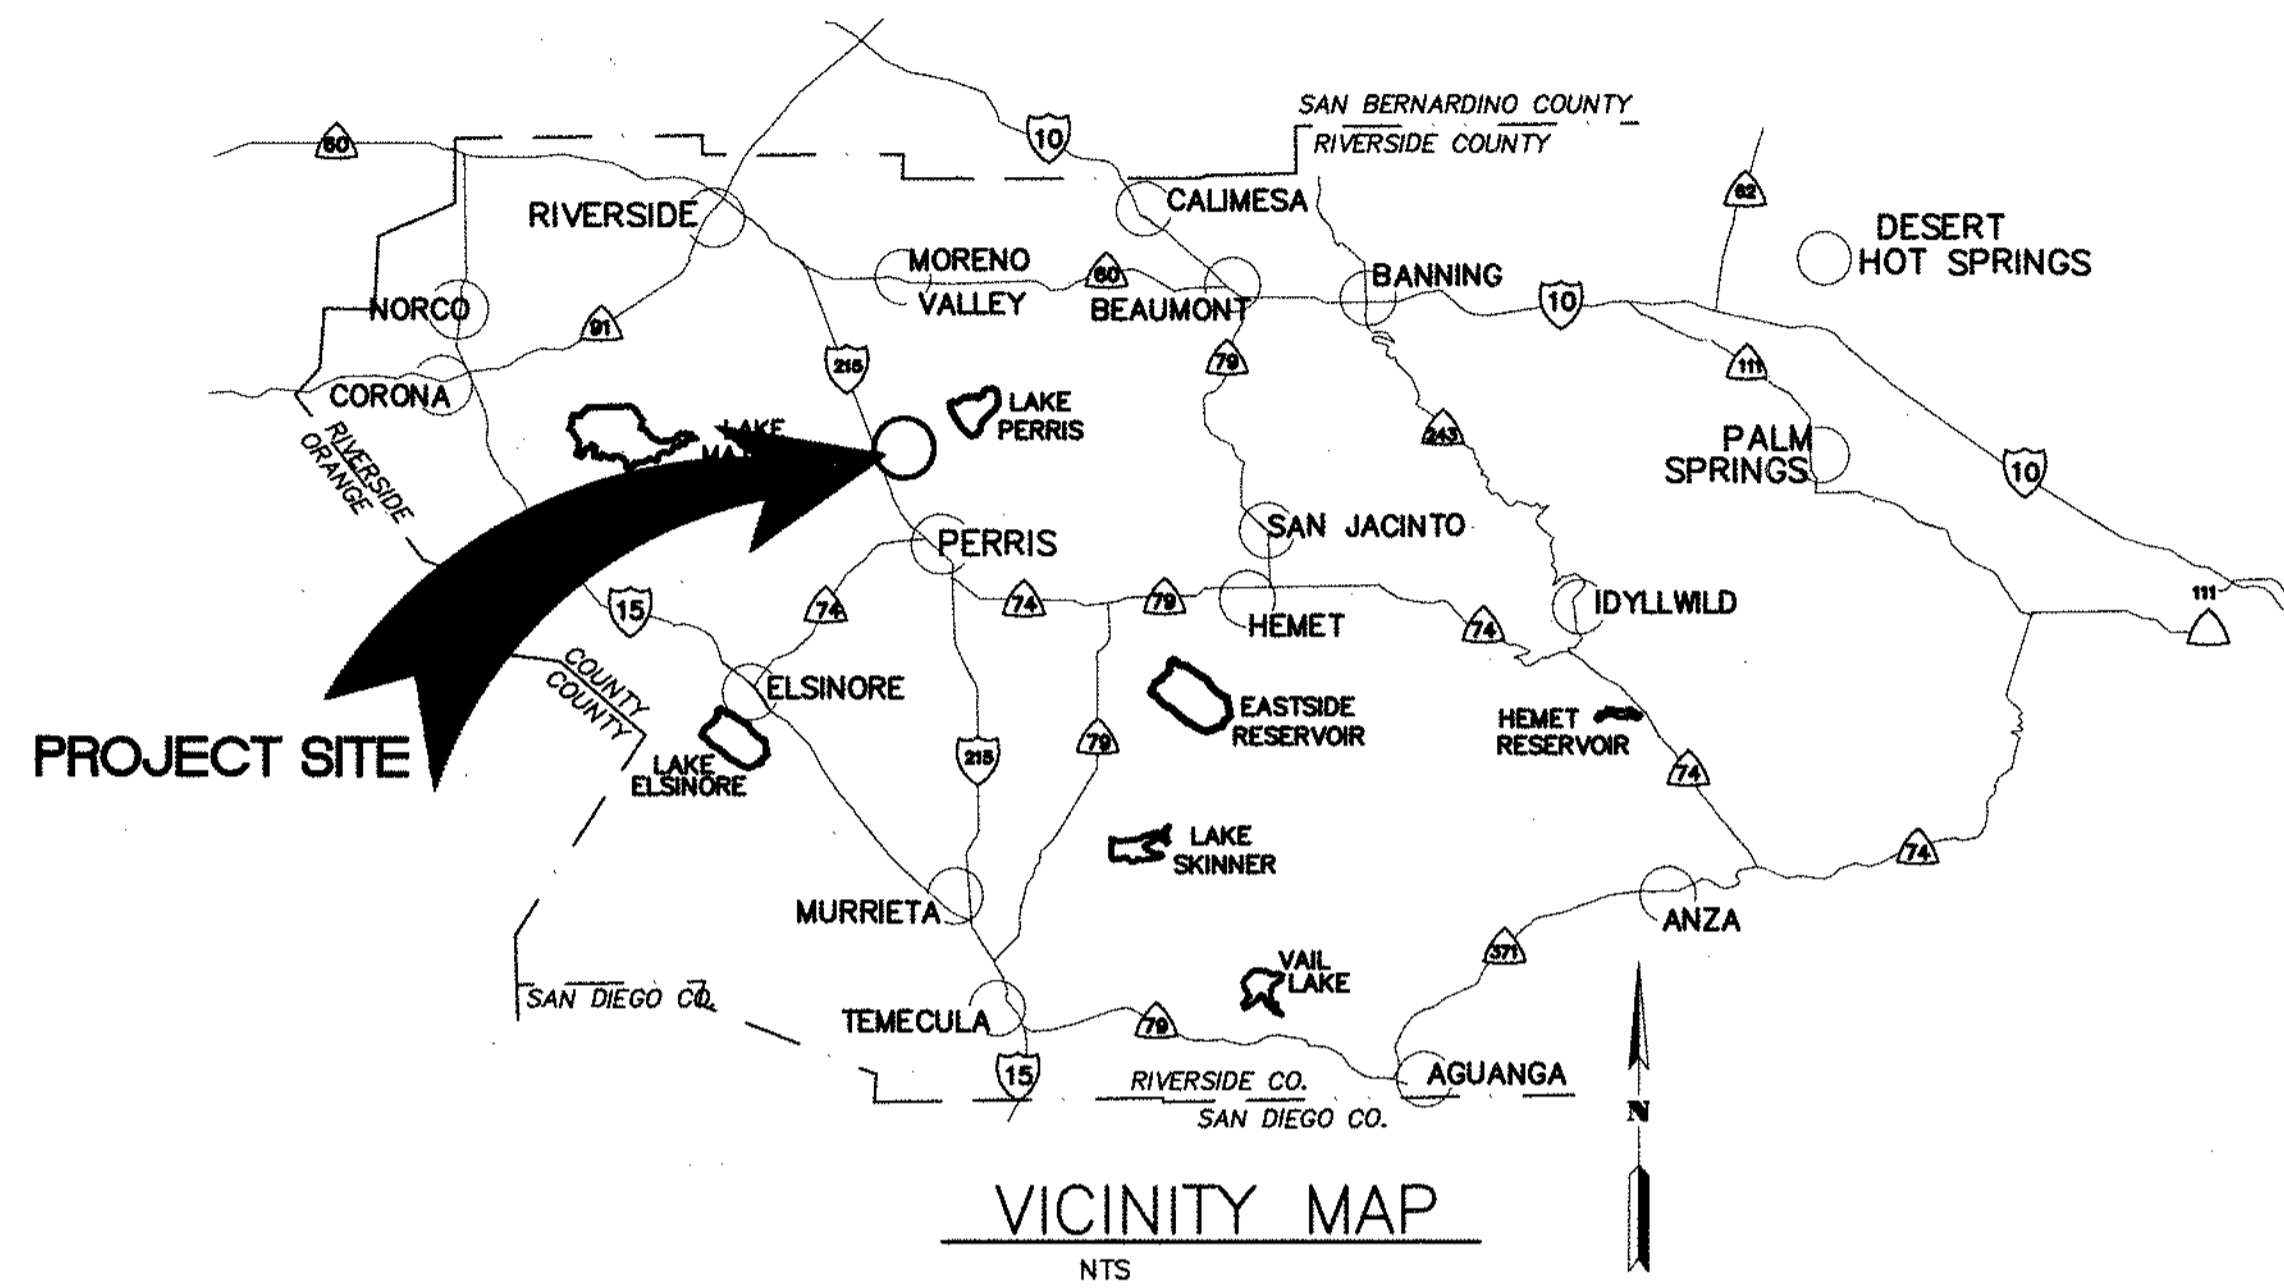 SAN BERNARDINO COUNTY
RIVERSIDE COUNTY
60
10
62
RIVERSIDE
CALIMESA
DESERT
HOT SPRINGS
MORENO
VALLEY
60
BEAUMONT
BANNING
10
NORCO
91
215
79
111
CORONA
LAKE
LAKE
PERRIS
243
PALM
SPRINGS
10
RIVERSIDE
ORANGE
PERRIS
SAN JACINTO
111
15
74
74
79
HEMET
74
IDYLLWILD
COUNTY
COUNTY
ELSINORE
EASTSIDE
RESERVOIR
HEMET
RESERVOIR
PROJECT SITE
LAKE
ELSINORE
215
79
74
LAKE
SKINNER
74
MURRIETA
ANZA
371
VAIL
LAKE
SAN DIEGO CO.
TEMECULA
79
15
RIVERSIDE CO.
SAN DIEGO CO.
AGUANGA
N
VICINITY MAP
NTS